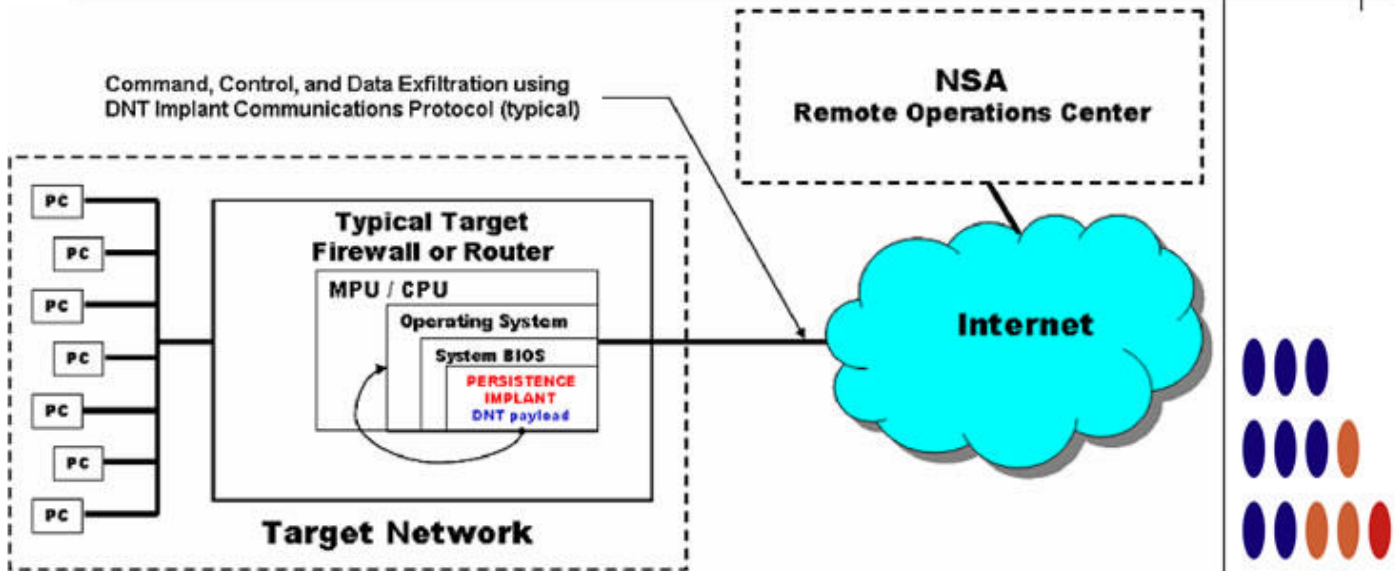 Command, Control, and Data Exfiltration using
DNT Implant Communications Protocol (typical)
NSA
Remote Operations Center
PC
PC
PC
PC
PC
PC
PC
Typical Target
Firewall or Router
MPU / CPU
Operating System
System BIOS
PERSISTENCE
IMPLANT
DNT payload
Internet
Target Network